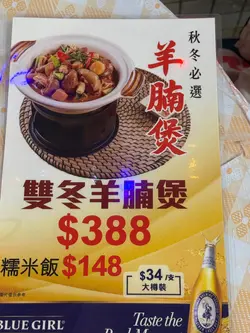 秋冬必選
羊腩煲
雙冬羊腩煲
$388
糯米飯 $148
$34/支
大樽裝
BLUE GIRL
Taste the